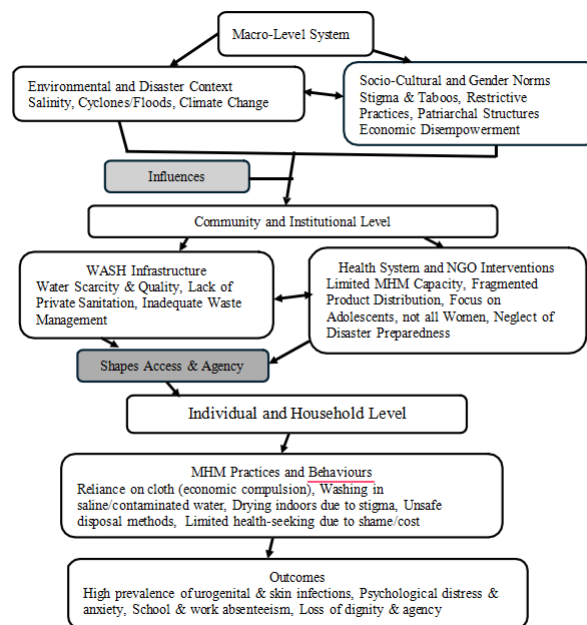 Macro-Level System
Environmental and Disaster Context
Salinity, Cyclones/Floods, Climate Change
Socio-Cultural and Gender Norms
Stigma & Taboos, Restrictive
Practices, Patriarchal Structures
Economic Disempowerment
Influences
Community and Institutional Level
WASH Infrastructure
Water Scarcity & Quality, Lack of
Private Sanitation, Inadequate Waste
Management
Health System and NGO Interventions
Limited MHM Capacity, Fragmented
Product Distribution, Focus on
Adolescents, not all Women, Neglect of
Disaster Preparedness
Shapes Access & Agency
Individual and Household Level
MHM Practices and Behaviours
Reliance on cloth (economic compulsion), Washing in
saline/contaminated water, Drying indoors due to stigma, Unsafe
disposal methods, Limited health-seeking due to shame/cost
Outcomes
High prevalence of urogenital & skin infections, Psychological distress &
anxiety, School & work absenteeism, Loss of dignity & agency